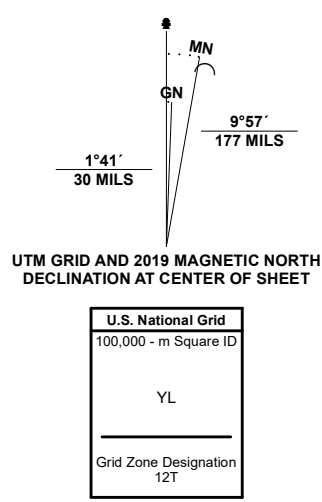 MN
GN
9°57´
177 MILS
1°41´
30 MILS
UTM GRID AND 2019 MAGNETIC NORTH
DECLINATION AT CENTER OF SHEET
U.S. National Grid
100,000 - m Square ID
YL
Grid Zone Designation
12T